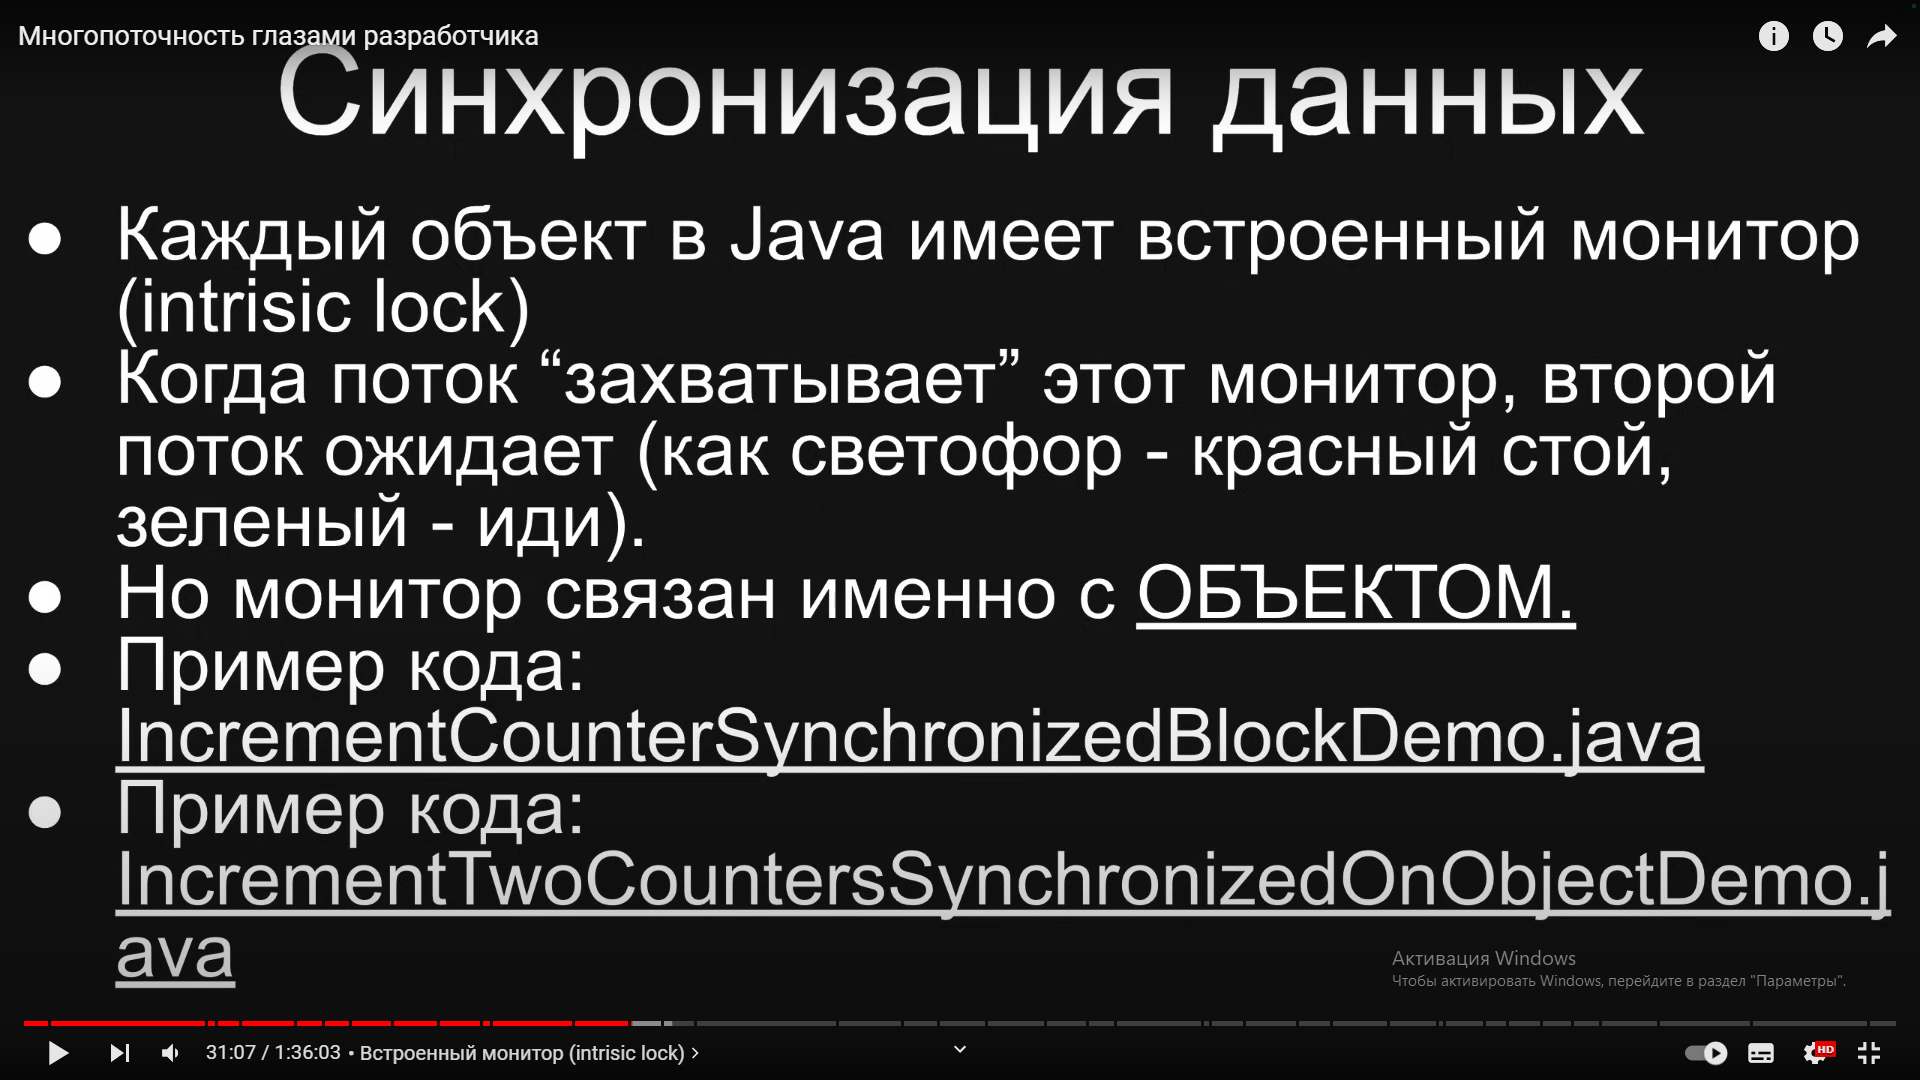 Многопоточность глазами разработчика
Синхронизация данных
● Каждый объект в Java имеет встроенный монитор
(intrisic lock)
● Когда поток “захватывает” этот монитор, второй
поток ожидает (как светофор - красный стой,
зеленый - иди).
● Но монитор связан именно с ОБЪЕКТОМ.
● Пример кода:
IncrementCounterSynchronizedBlockDemo.java
● Пример кода:
IncrementTwoCountersSynchronizedOnObjectDemo.j
ava
Активация Windows
Чтобы активировать Windows, перейдите в раздел "Параметры".
31:07 / 1:36:03 • Встроенный монитор (intrisic lock) >
HD